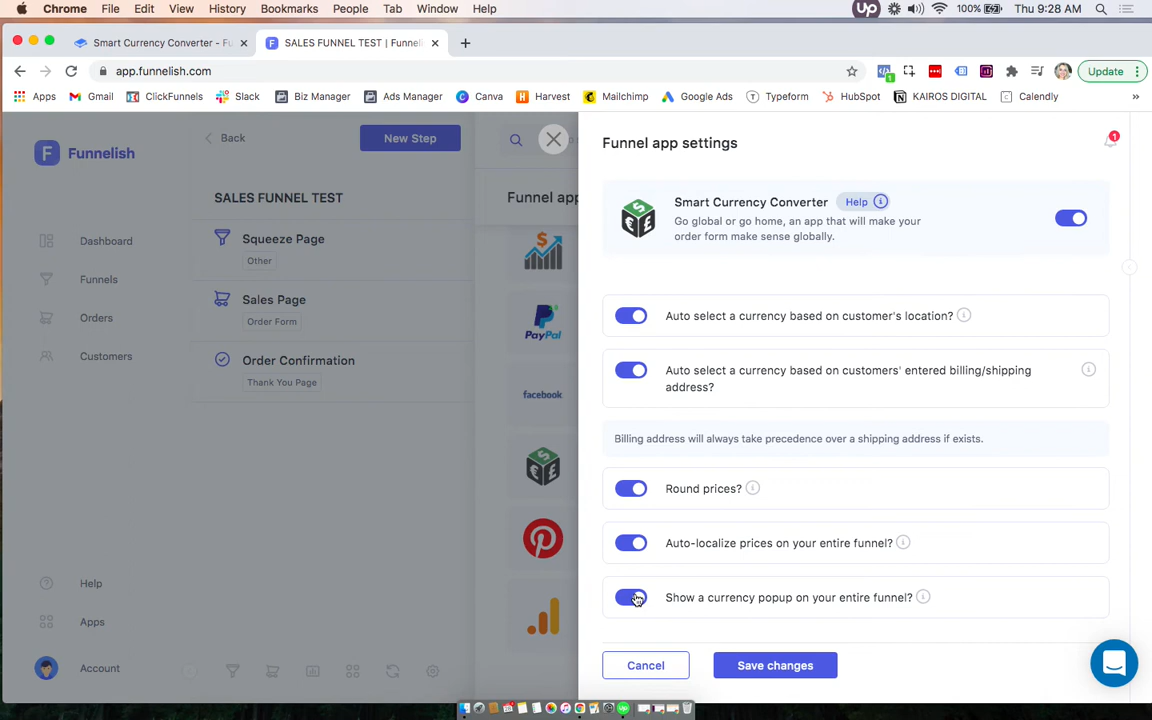 Chrome File Edit View History Bookmarks People Tab Window Help
Up 100% Thu 9:28 AM
Smart Currency Converter - Fu
SALES FUNNEL TEST | Funneli
app.funnelish.com
1
Update
Apps Gmail ClickFunnels Slack Biz Manager Ads Manager Canva Harvest Mailchimp Google Ads Typeform HubSpot KAIROS DIGITAL Calendly »
F Funnelish
Dashboard
Funnels
Orders
Customers
Help
Apps
Account
Back
New Step
SALES FUNNEL TEST
Squeeze Page
Other
Sales Page
Order Form
Order Confirmation
Thank You Page
Funnel app
PayPal
facebook
Funnel app settings
1
Smart Currency Converter Help
Go global or go home, an app that will make your
order form make sense globally.
Auto select a currency based on customer's location?
Auto select a currency based on customers' entered billing/shipping
address?
Billing address will always take precedence over a shipping address if exists.
Round prices?
Auto-localize prices on your entire funnel?
Show a currency popup on your entire funnel?
Cancel
Save changes